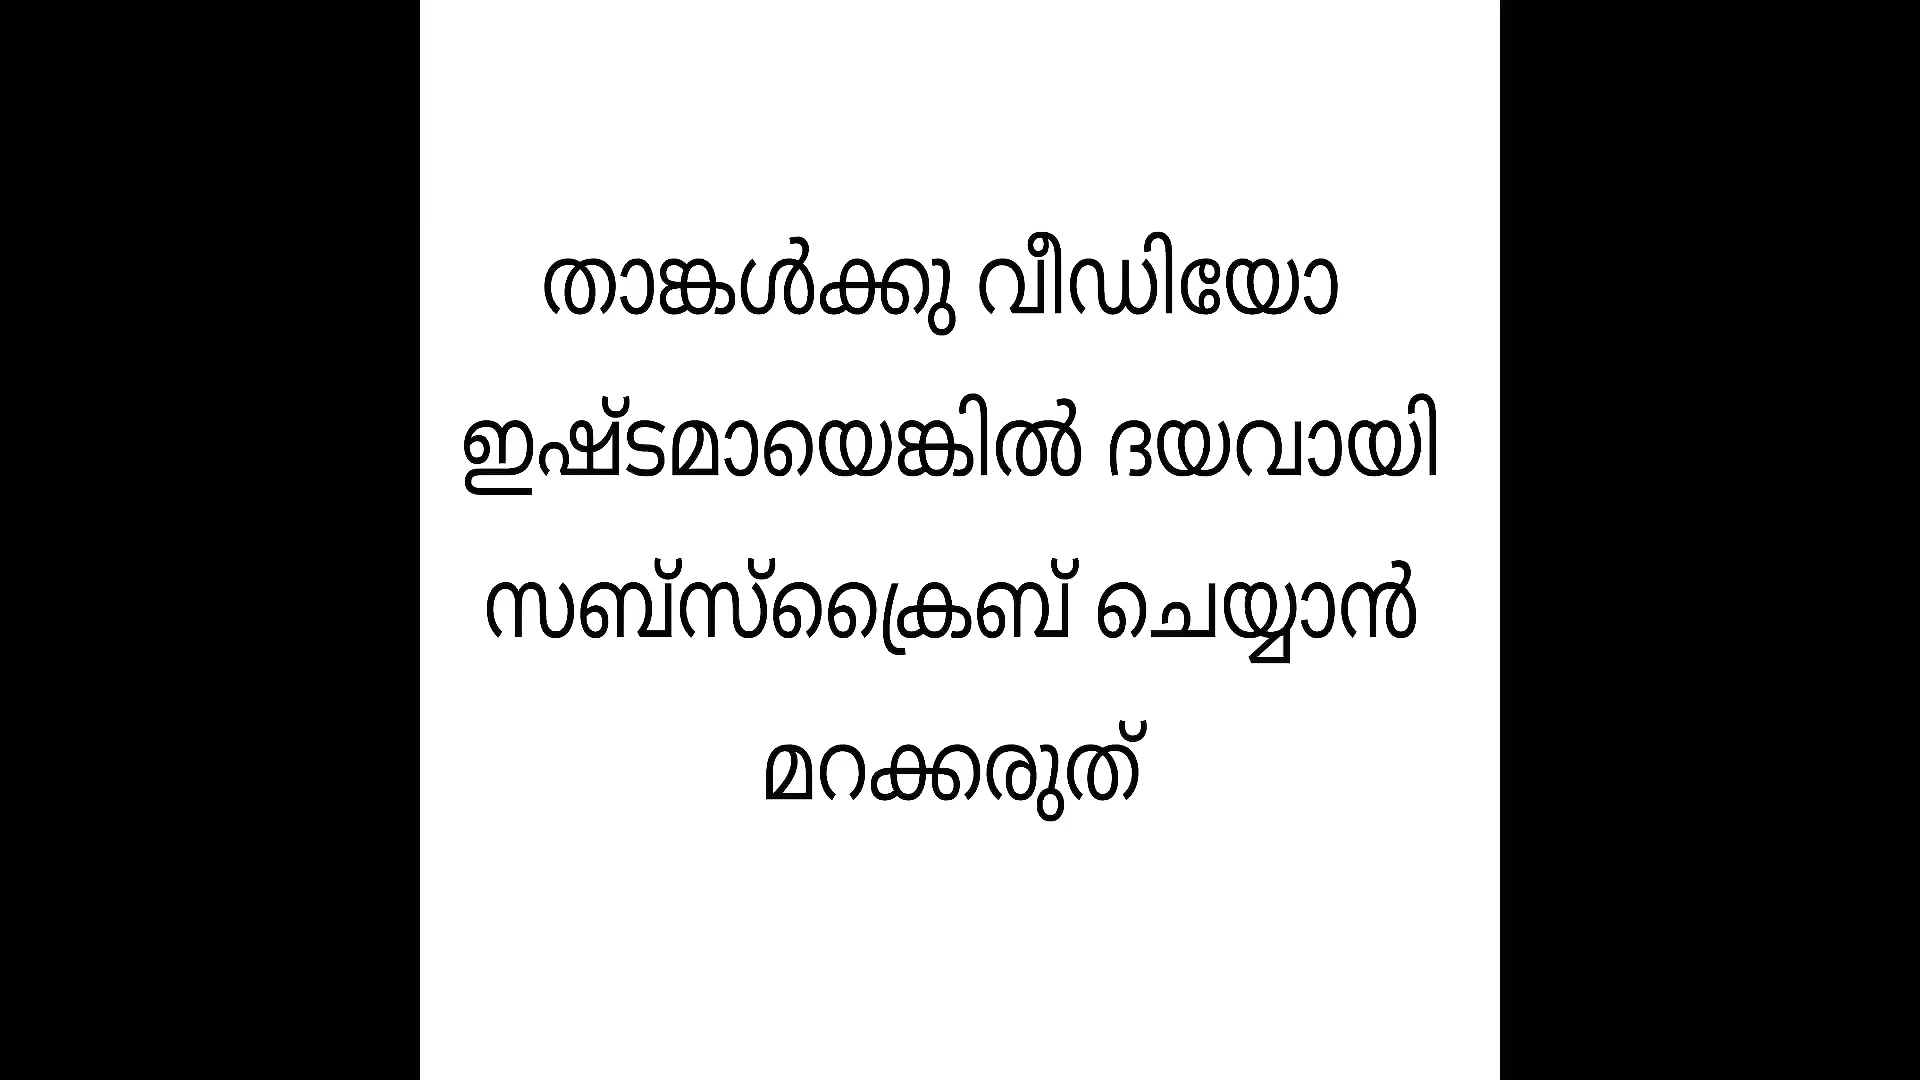 താങ്കൾക്കു വീഡിയോ
ഇഷ്ടമായെങ്കിൽ ദയവായി
സബ്സ്ക്രൈബ് ചെയ്യാൻ
മറക്കരുത്